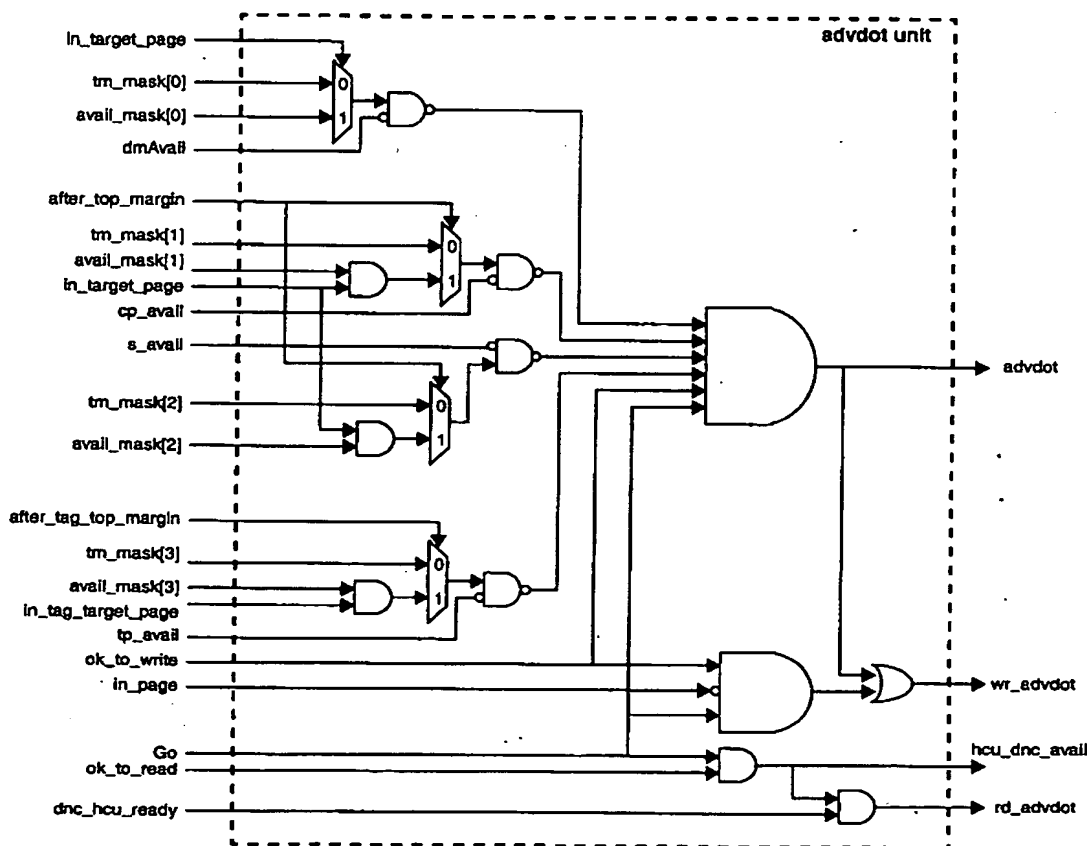 advdot unit
in_target_page
0
tm_mask[0]
avail_mask[0]
1
dmAvail
after_top_margin
tm_mask[1]
0
avail_mask[1]
1
in_target_page
cp_avail
s_avail
advdot
tm_mask[2]
0
avail_mask[2]
1
after_tag_top_margin
tm_mask[3]
0
avail_mask[3]
1
in_tag_target_page
tp_avail
ok_to_write
in_page
wr_advdot
Go
hcu_dnc_avail
ok_to_read
dnc_hcu_ready
rd_advdot